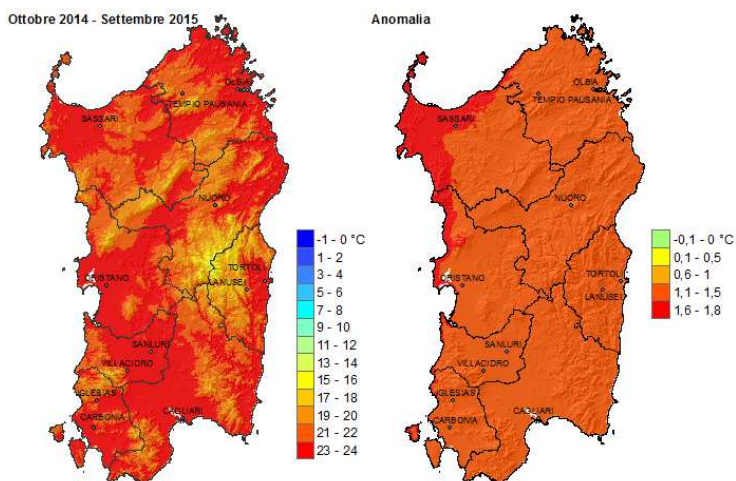 Ottobre 2014 - Settembre 2015
OLBIA
TEMPIO PAUSANIA
SASSARI
NUORO
TORTOLI
ORISTANO
LANUSEI
SANLURI
VILLACIDRO
IGLESIAS
CAGLIARI
CARBONIA
-1 - 0 °C
1 - 2
3 - 4
5 - 6
7 - 8
9 - 10
11 - 12
13 - 14
15 - 16
17 - 18
19 - 20
21 - 22
23 - 24
Anomalia
OLBIA
TEMPIO PAUSANIA
SASSARI
NUORO
TORTOLI
ORISTANO
LANUSEI
SANLURI
VILLACIDRO
IGLESIAS
CAGLIARI
CARBONIA
-0,1 - 0 °C
0,1 - 0,5
0,6 - 1
1,1 - 1,5
1,6 - 1,8